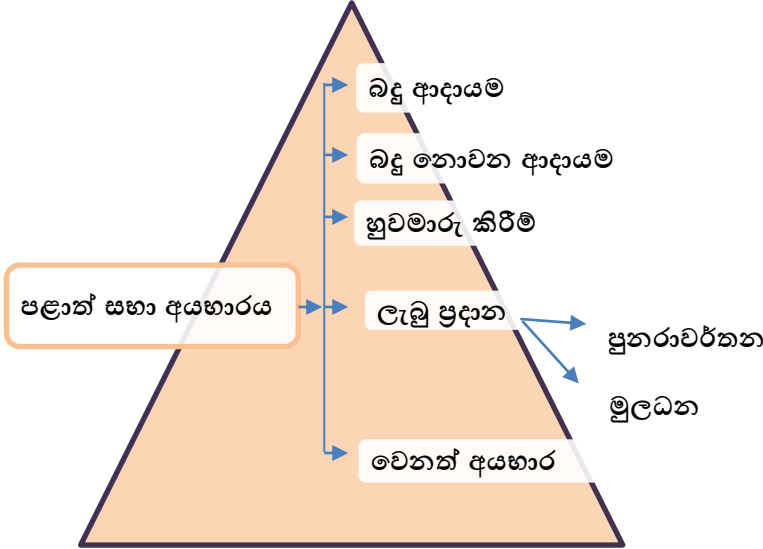 බදු ආදායම
බදු නොවන ආදායම
හුවමාරු කිරීම්
පළාත් සභා අයභාරය
ලැබු ප්‍රදාන
පුනරාවර්තන
මුලධන
වෙනත් අයභාර